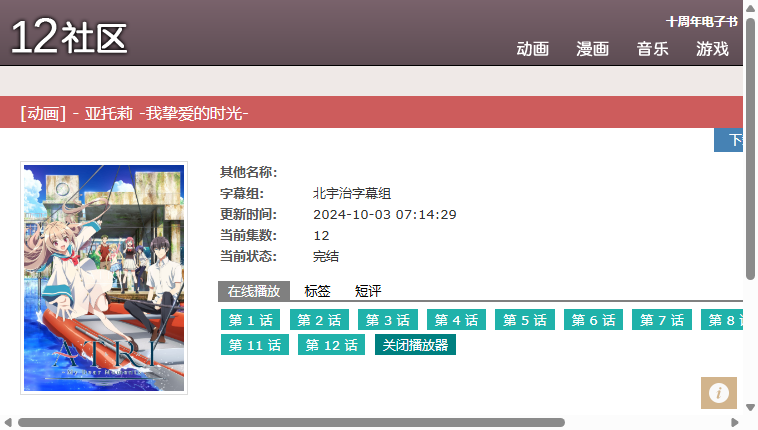 12社区
十周年电子书
动画 漫画 音乐 游戏
[动画] - 亚托莉 -我挚爱的时光-
其他名称:
字幕组: 北宇治字幕组
更新时间: 2024-10-03 07:14:29
当前集数: 12
当前状态: 完结
ATRI
在线播放 标签 短评
第 1 话 第 2 话 第 3 话 第 4 话 第 5 话 第 6 话 第 7 话 第 8
第 11 话 第 12 话 关闭播放器